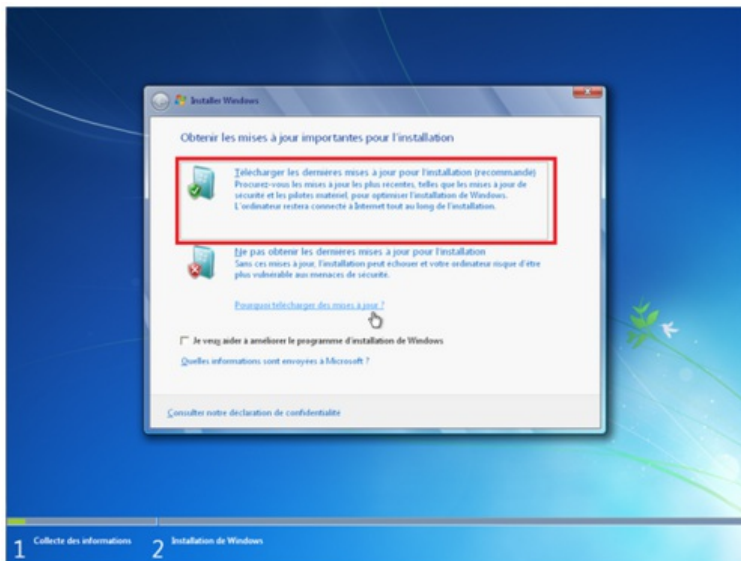 Installer Windows
Obtenir les mises à jour importantes pour l'installation
Télécharger les dernières mises à jour pour l'installation (recommandé)
Procurez-vous les mises à jour les plus récentes, telles que les mises à jour de
sécurité et les pilotes matériel, pour optimiser l'installation de Windows.
L'ordinateur restera connecté à Internet tout au long de l'installation.
Ne pas obtenir les dernières mises à jour pour l'installation
Sans ces mises à jour, l'installation peut échouer et votre ordinateur risque d'être
plus vulnérable aux menaces de sécurité.
Pourquoi télécharger des mises à jour ?
Je veux aider à améliorer le programme d'installation de Windows
Quelles informations sont envoyées à Microsoft ?
Consulter notre déclaration de confidentialité
1 Collecte des informations 2 Installation de Windows